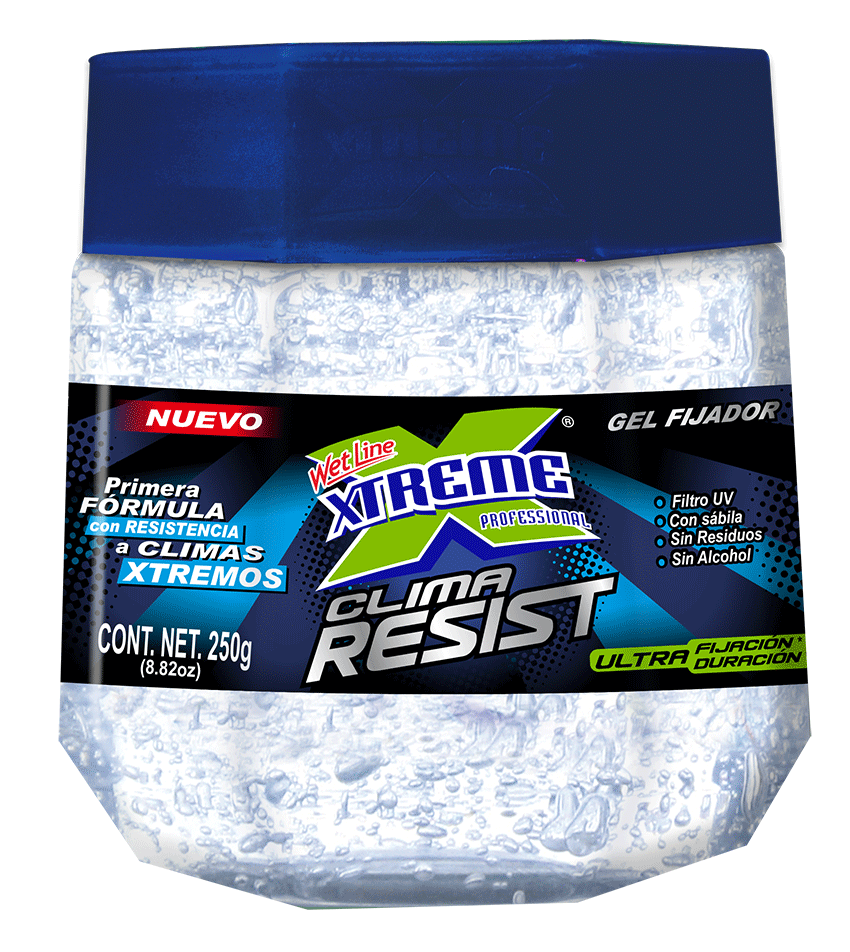 NUEVO
GEL FIJADOR
Wet Line
XTREME
®
PROFESSIONAL
Primera
FÓRMULA
con RESISTENCIA
a CLIMAS
XTREMOS
Filtro UV
Con sábila
Sin Residuos
Sin Alcohol
CLIMA
RESIST
CONT. NET. 250g
(8.82oz)
ULTRA FIJACIÓN*
DURACIÓN